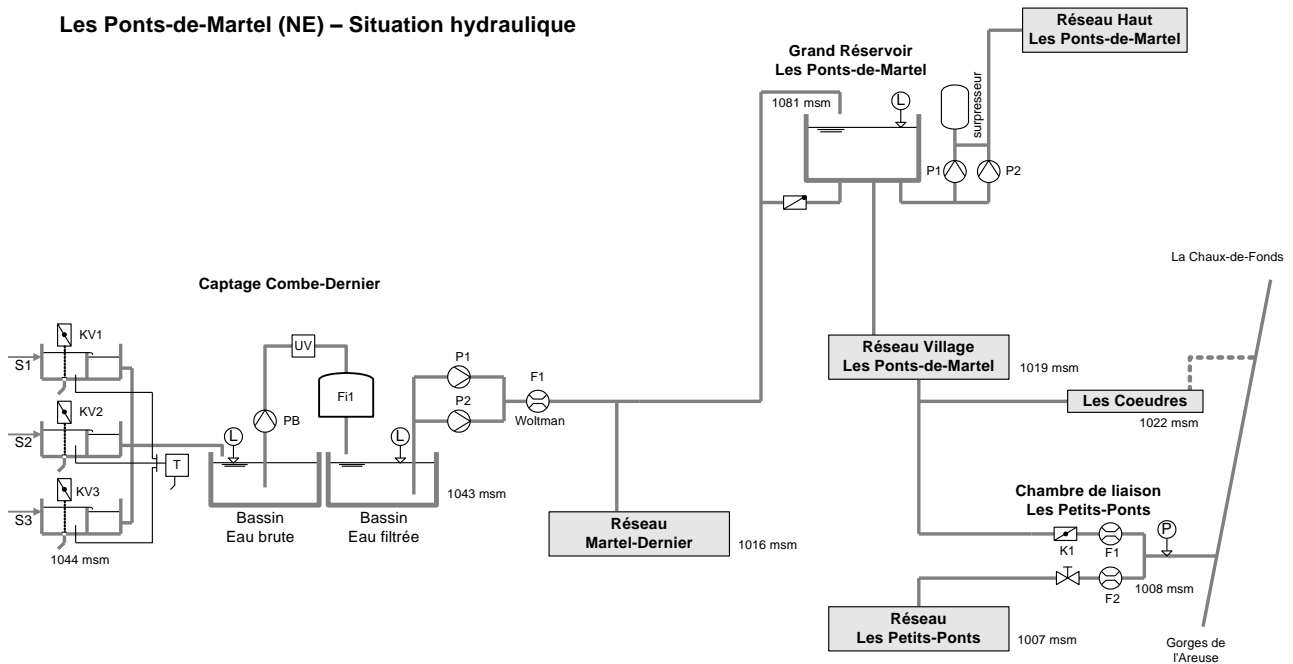 Les Ponts-de-Martel (NE) – Situation hydraulique
Réseau Haut
Les Ponts-de-Martel
Grand Réservoir
Les Ponts-de-Martel
1081 msm
L
surpresseur
P1
P2
La Chaux-de-Fonds
Captage Combe-Dernier
KV1
S1
UV
Fi1
P1
P2
F1
Woltman
Réseau Village
Les Ponts-de-Martel
1019 msm
Les Coeudres
1022 msm
KV2
S2
PB
L
L
T
KV3
S3
1044 msm
Bassin
Eau brute
Bassin
Eau filtrée
1043 msm
Réseau
Martel-Dernier
1016 msm
Chambre de liaison
Les Petits-Ponts
K1
F1
P
F2
1008 msm
Réseau
Les Petits-Ponts
1007 msm
Gorges de
l'Areuse